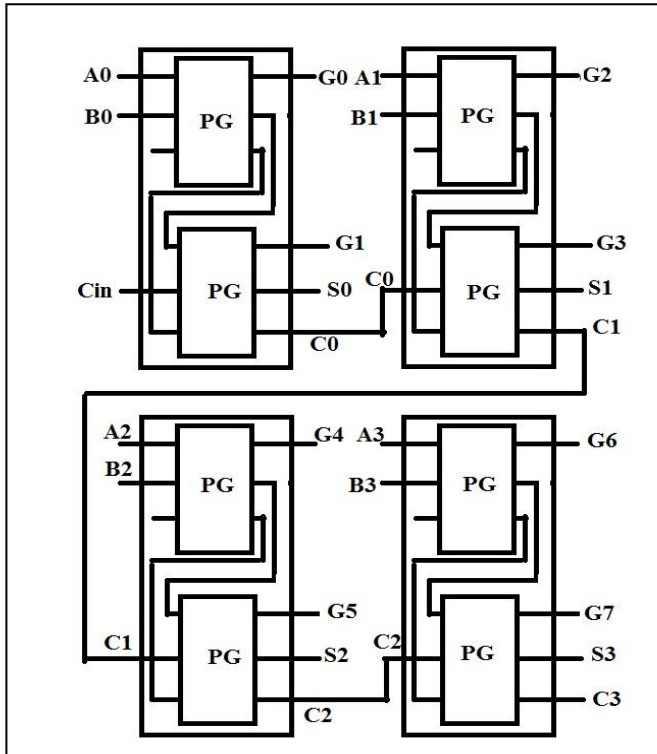 A0 G0 A1 G2
B0 PG B1 PG
G1 G3
Cin PG S0 C0 PG S1
C0 C1
A2 G4 A3 G6
B2 PG B3 PG
G5 G7
C1 PG S2 C2 PG S3
C2 C3